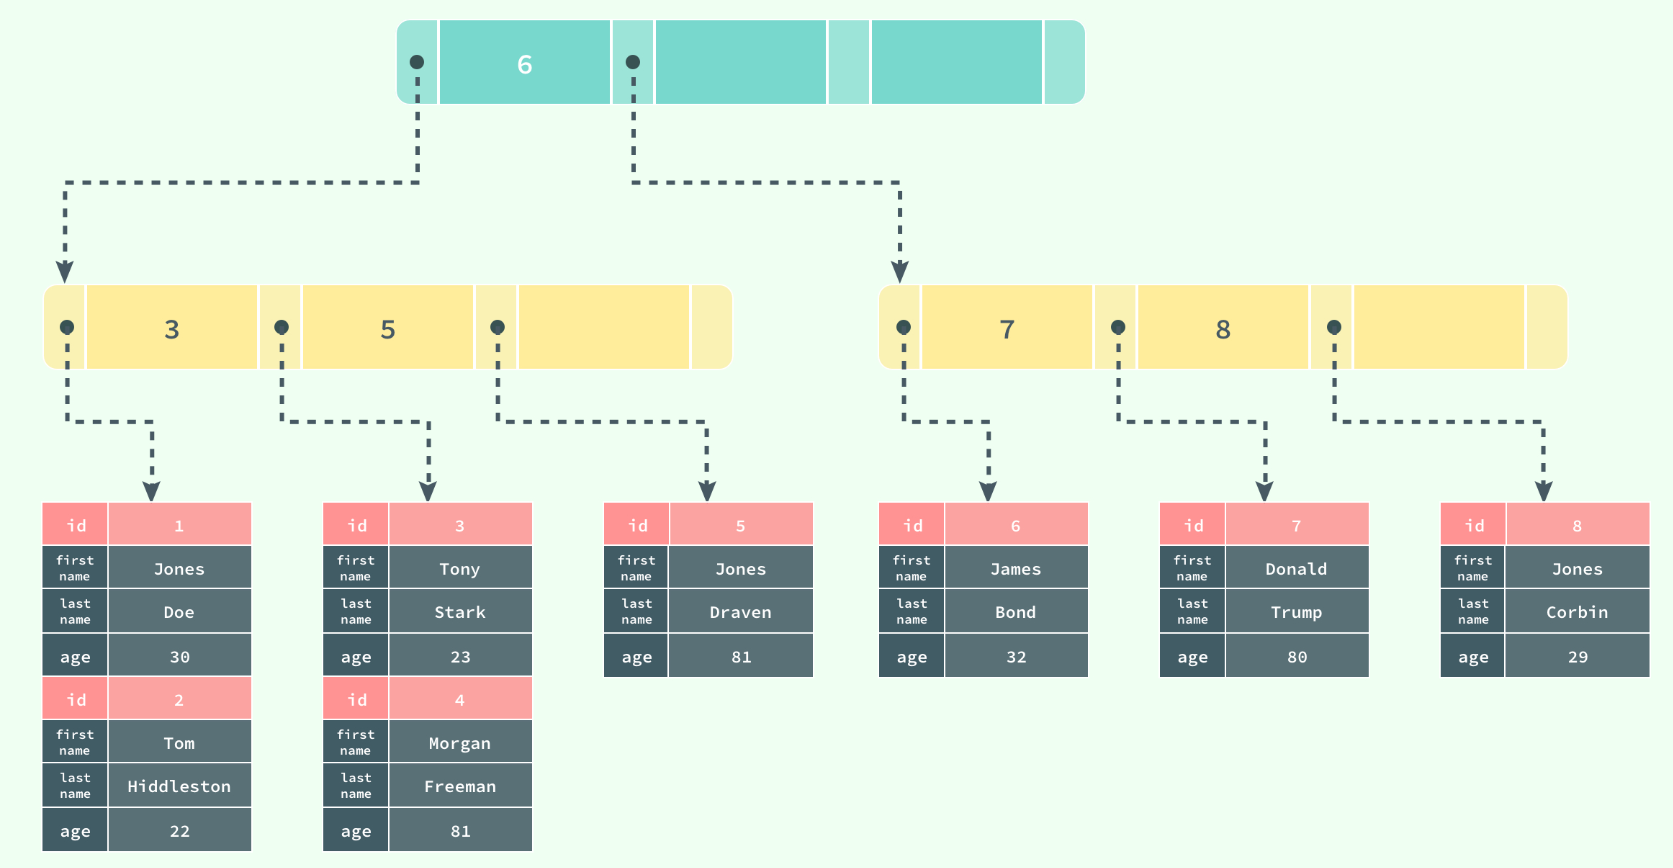 6
3 5
7 8
id 1
first
name Jones
last
name Doe
age 30
id 2
first
name Tom
last
name Hiddleston
age 22
id 3
first
name Tony
last
name Stark
age 23
id 4
first
name Morgan
last
name Freeman
age 81
id 5
first
name Jones
last
name Draven
age 81
id 6
first
name James
last
name Bond
age 32
id 7
first
name Donald
last
name Trump
age 80
id 8
first
name Jones
last
name Corbin
age 29